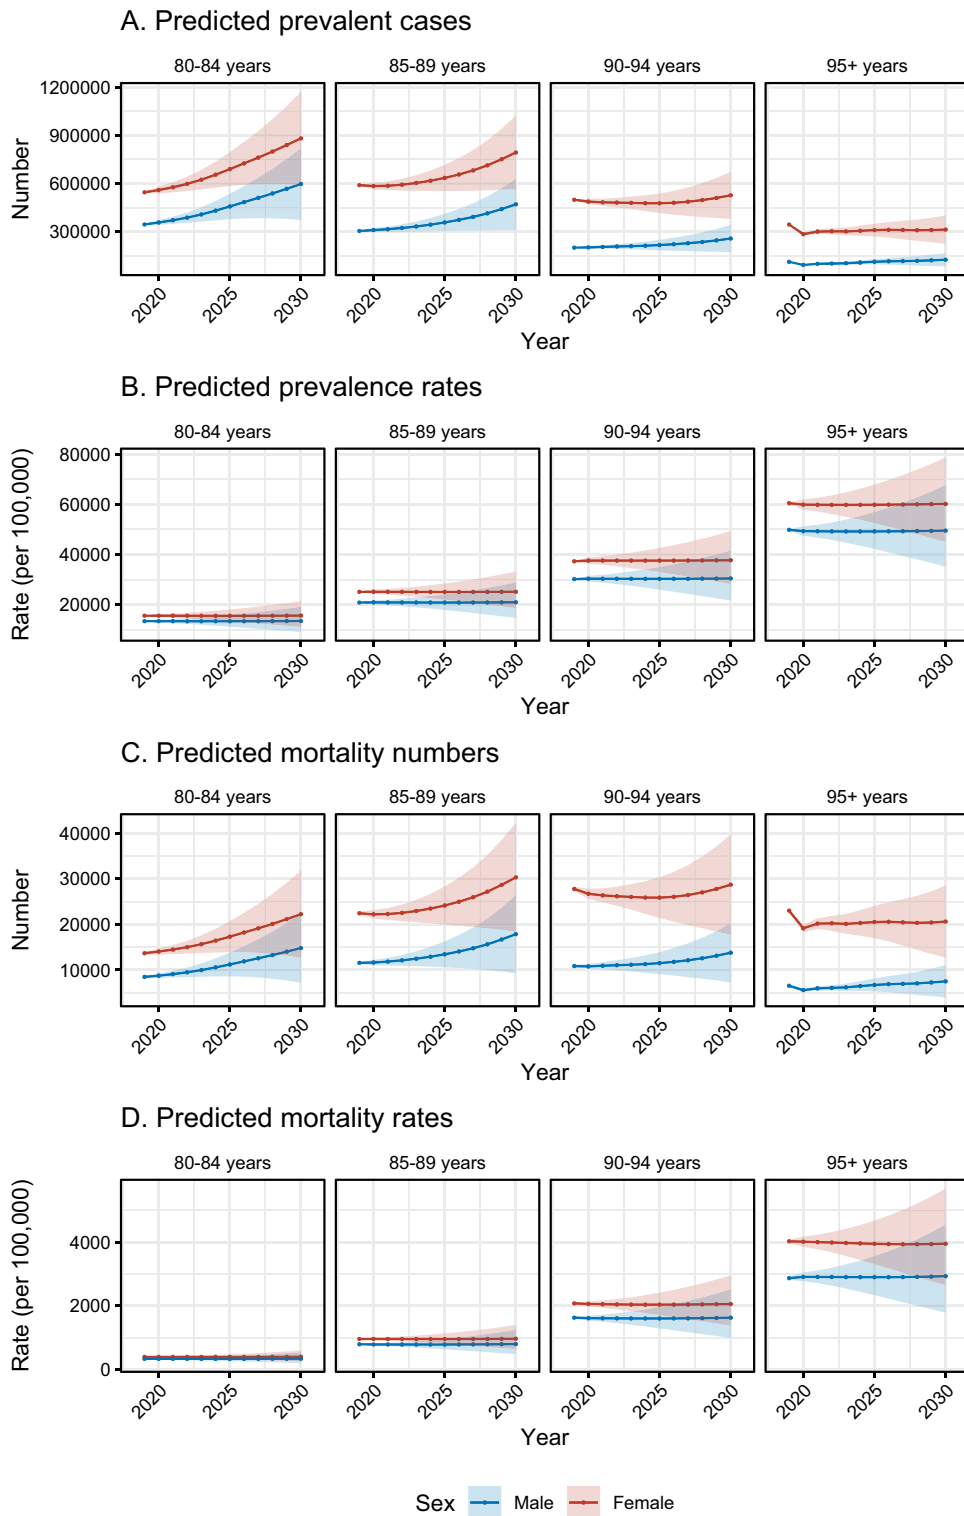 A. Predicted prevalent cases
80-84 years 85-89 years 90-94 years 95+ years
1200000
900000
600000
300000
Number
2020 2025 2030 2020 2025 2030 2020 2025 2030 2020 2025 2030
Year
B. Predicted prevalence rates
80-84 years 85-89 years 90-94 years 95+ years
80000
60000
40000
20000
Rate (per 100,000)
2020 2025 2030 2020 2025 2030 2020 2025 2030 2020 2025 2030
Year
C. Predicted mortality numbers
80-84 years 85-89 years 90-94 years 95+ years
40000
30000
20000
10000
Number
2020 2025 2030 2020 2025 2030 2020 2025 2030 2020 2025 2030
Year
D. Predicted mortality rates
80-84 years 85-89 years 90-94 years 95+ years
4000
2000
0
Rate (per 100,000)
2020 2025 2030 2020 2025 2030 2020 2025 2030 2020 2025 2030
Year
Sex Male Female